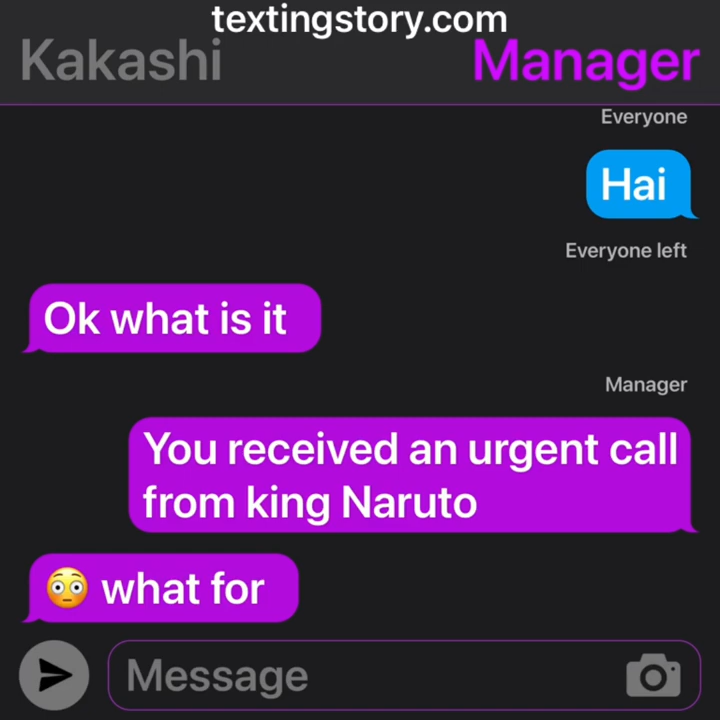 textingstory.com
Kakashi
Manager
Everyone
Hai
Everyone left
Ok what is it
Manager
You received an urgent call
from king Naruto
😳 what for
Message